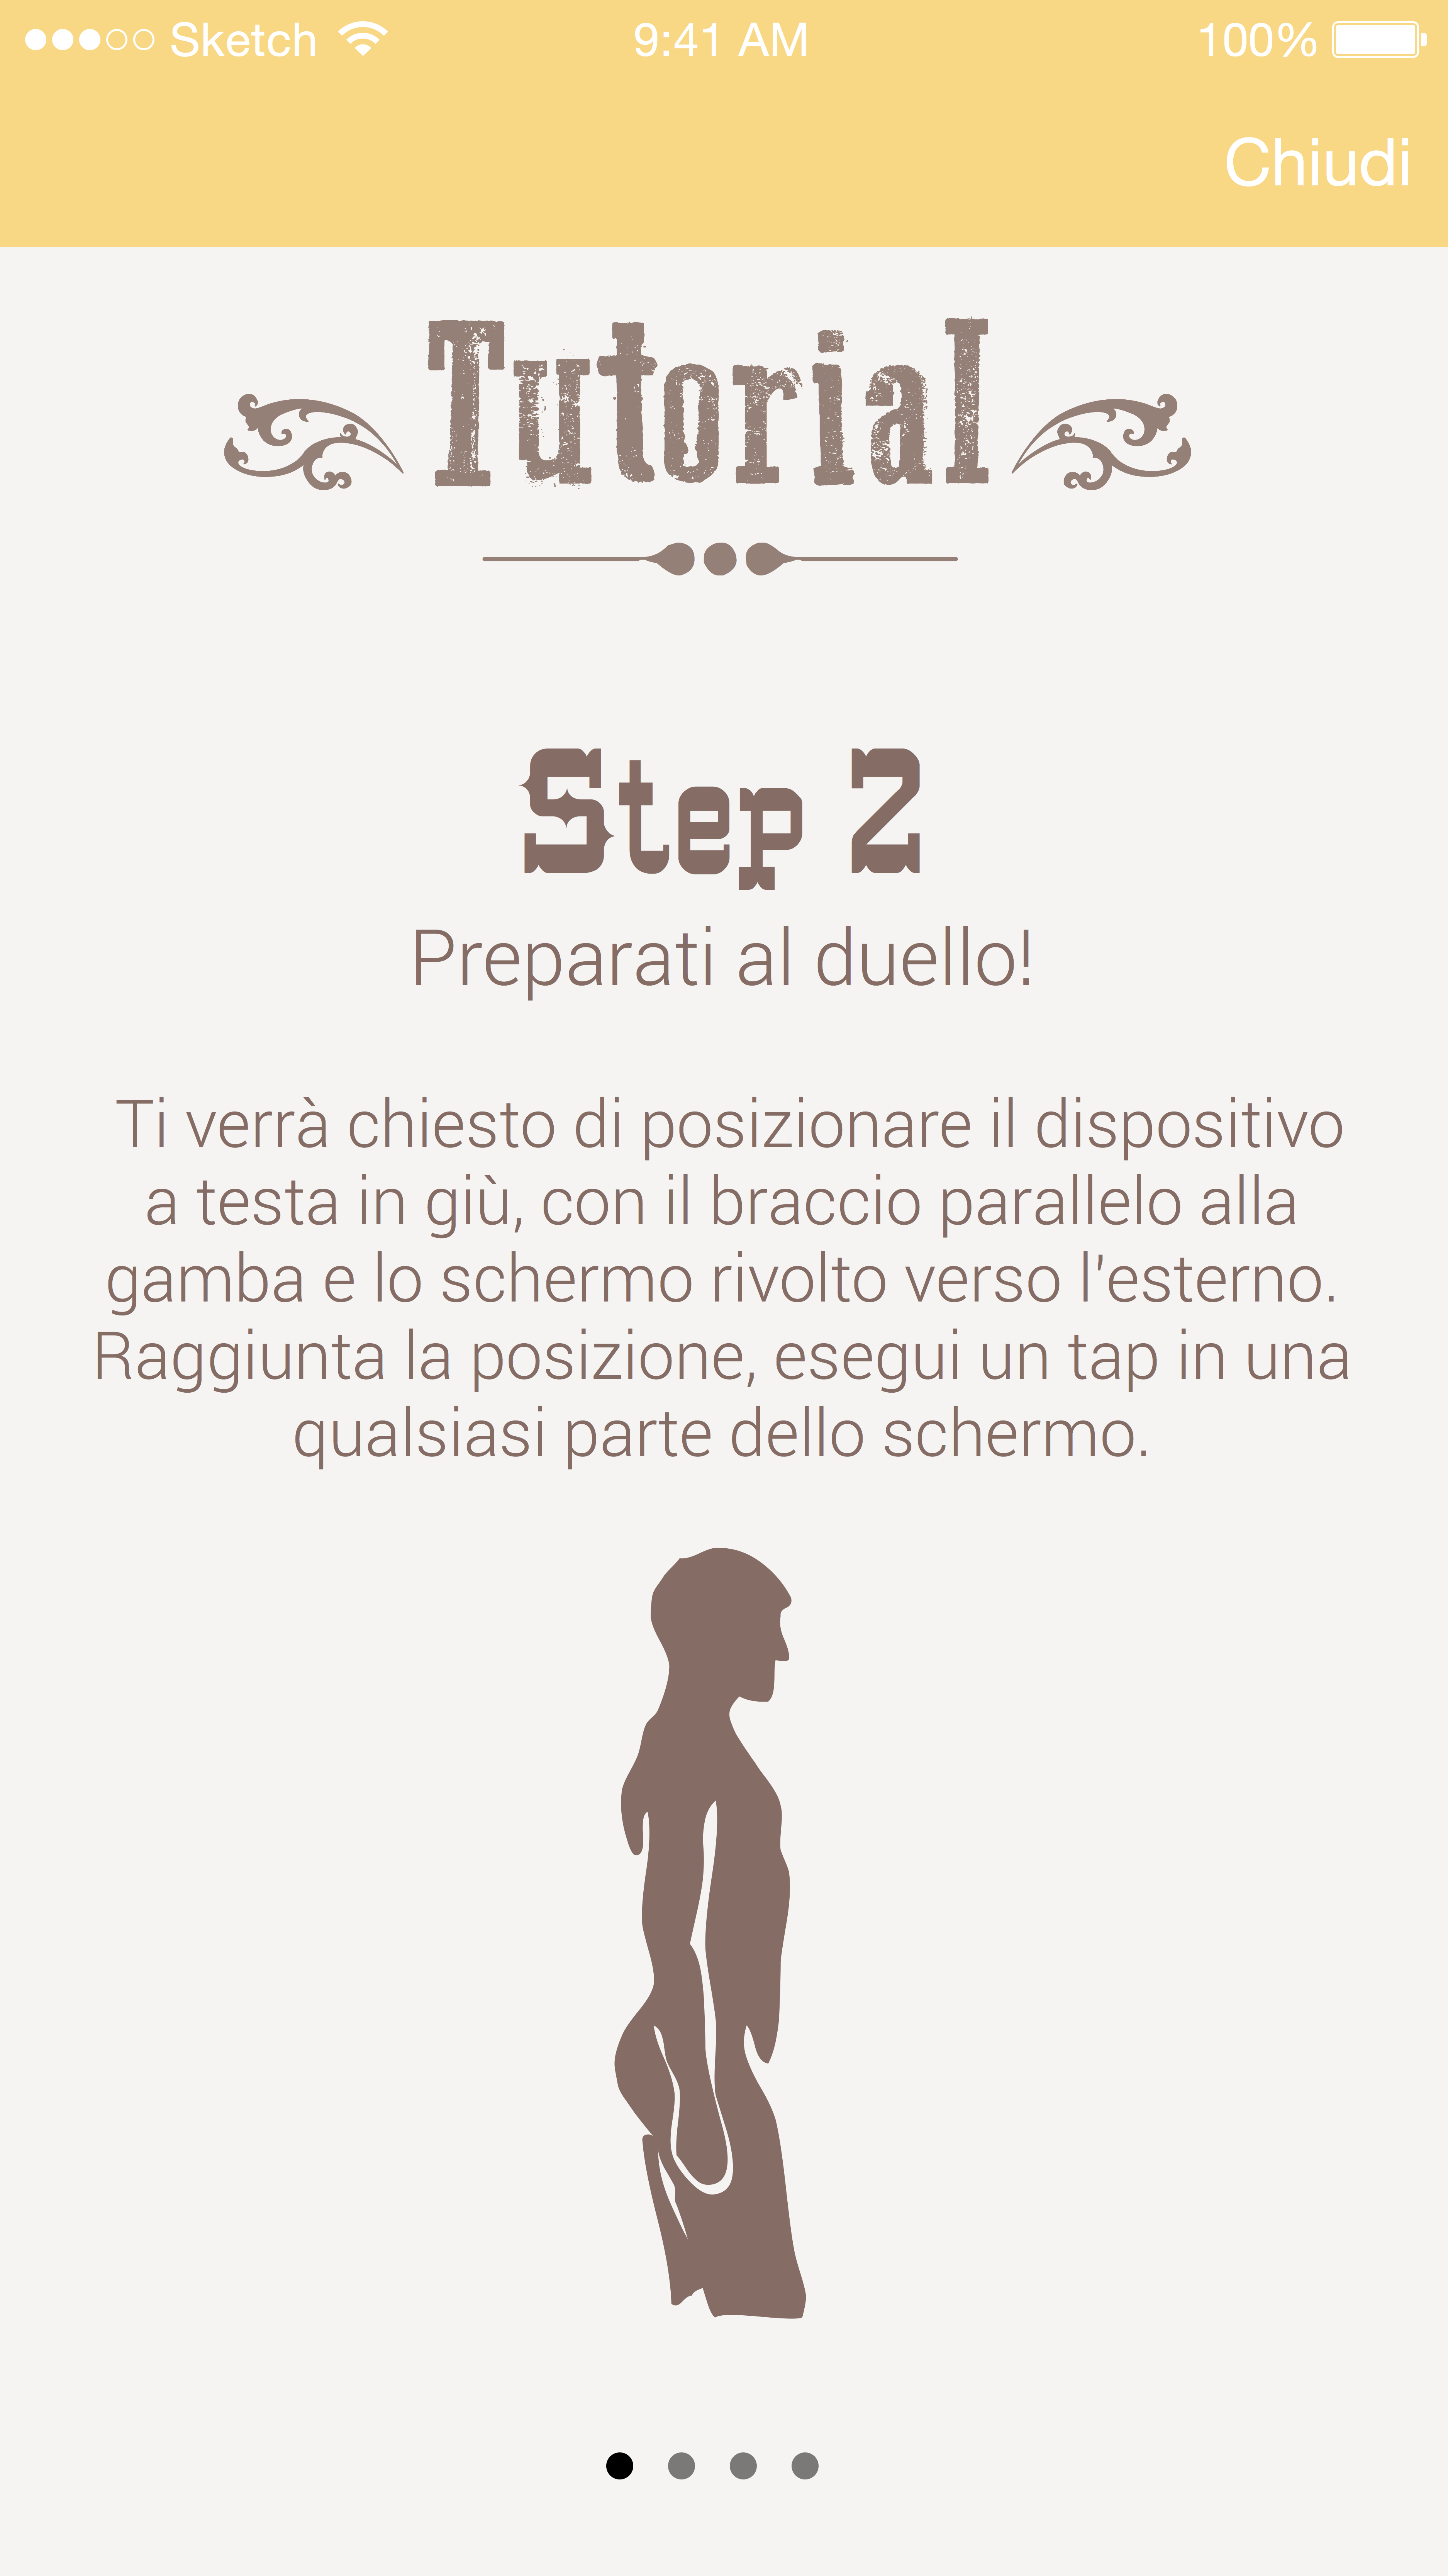 Sketch 9:41 AM 100%
Chiudi
Tutorial
Step 2
Preparati al duello!
Ti verrà chiesto di posizionare il dispositivo
a testa in giù, con il braccio parallelo alla
gamba e lo schermo rivolto verso l'esterno.
Raggiunta la posizione, esegui un tap in una
qualsiasi parte dello schermo.